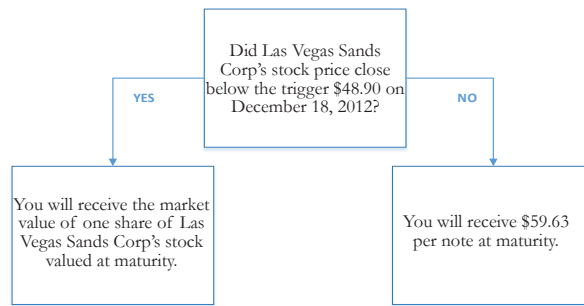 Did Las Vegas Sands
Corp's stock price close
below the trigger $48.90 on
December 18, 2012?
YES
NO
You will receive the market
value of one share of Las
Vegas Sands Corp's stock
valued at maturity.
You will receive $59.63
per note at maturity.